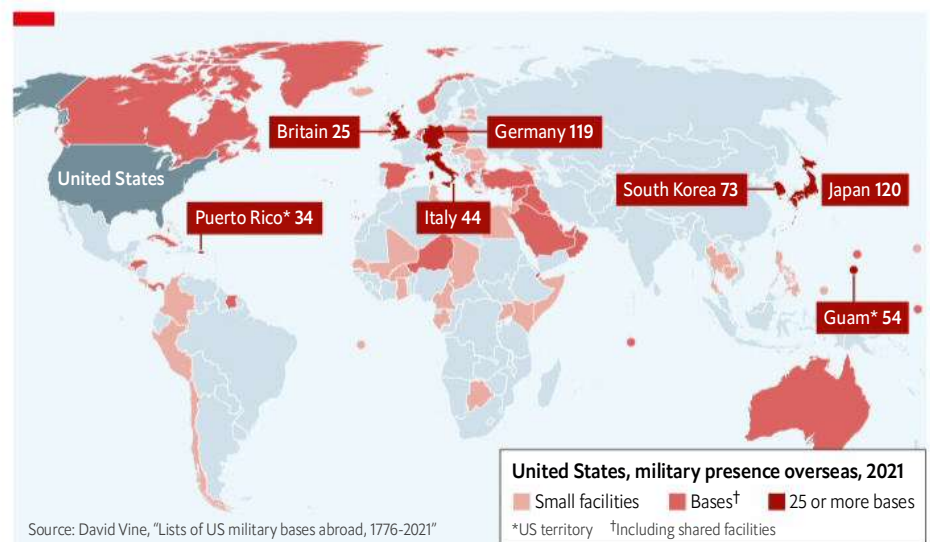 Britain 25
Germany 119
United States
South Korea 73
Japan 120
Puerto Rico* 34
Italy 44
Guam* 54
United States, military presence overseas, 2021
Small facilities
Bases†
25 or more bases
*US territory †Including shared facilities
Source: David Vine, "Lists of US military bases abroad, 1776-2021"